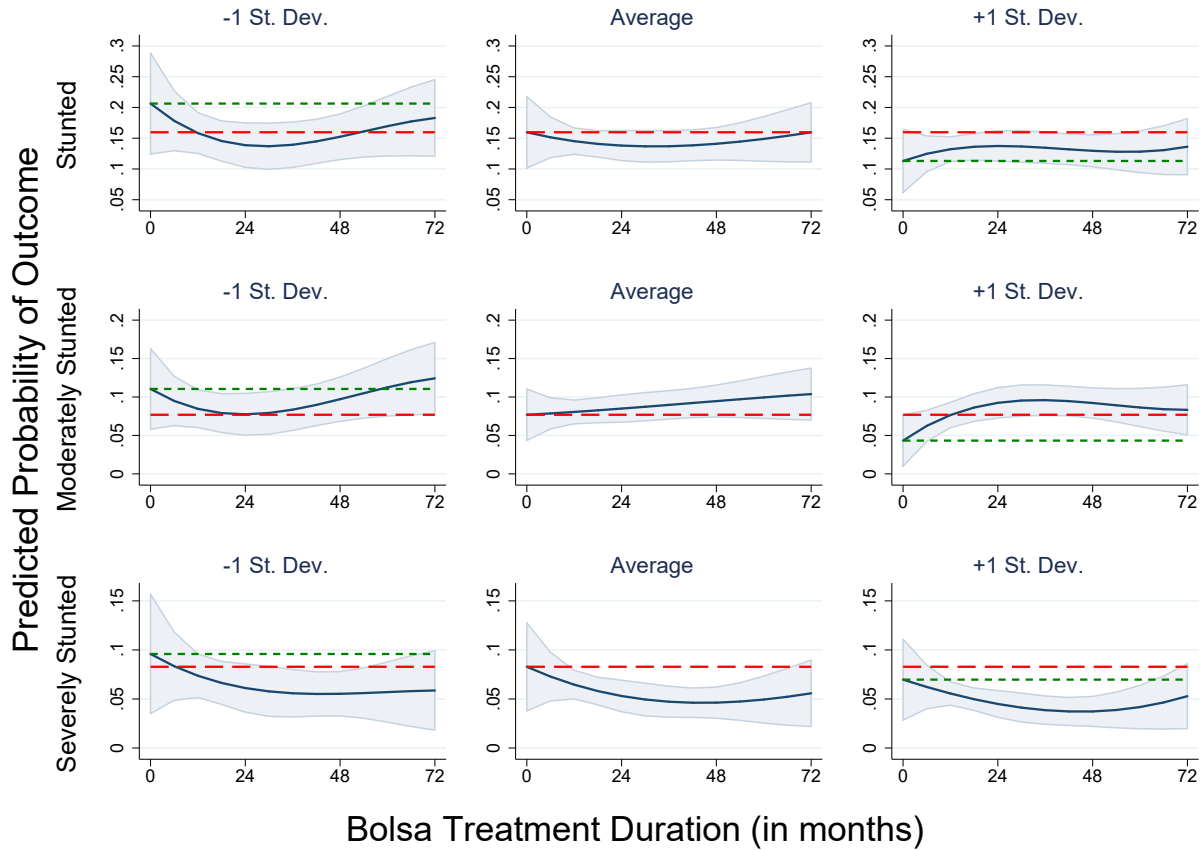 -1 St. Dev.
Average
+1 St. Dev.
Predicted Probability of Outcome
Stunted
.3
.25
.2
.15
.1
.05
0 24 48 72
.3
.25
.2
.15
.1
.05
0 24 48 72
.3
.25
.2
.15
.1
.05
0 24 48 72
-1 St. Dev.
Average
+1 St. Dev.
Moderately Stunted
.2
.15
.1
.05
0
0 24 48 72
.2
.15
.1
.05
0
0 24 48 72
.2
.15
.1
.05
0
0 24 48 72
-1 St. Dev.
Average
+1 St. Dev.
Severely Stunted
.15
.1
.05
0
0 24 48 72
.15
.1
.05
0
0 24 48 72
.15
.1
.05
0
0 24 48 72
Bolsa Treatment Duration (in months)